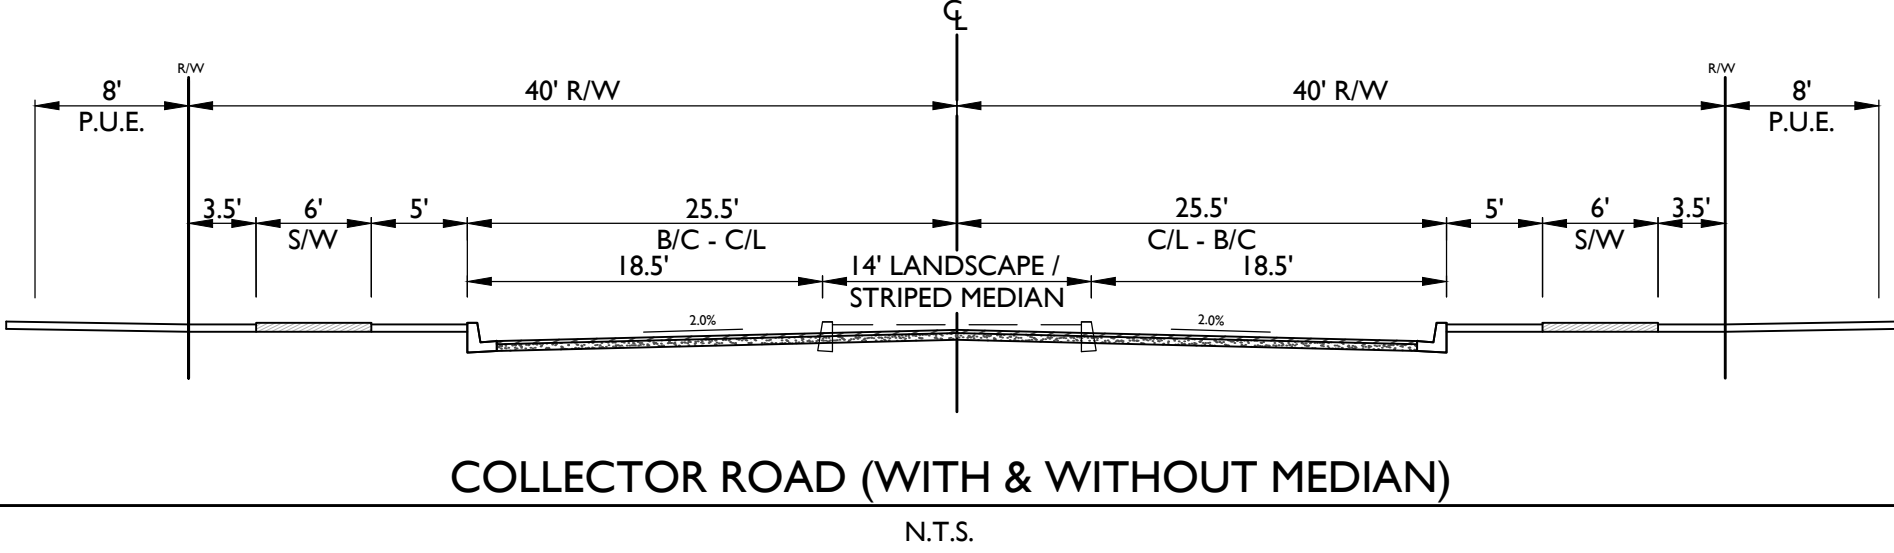 ℄
R/W R/W
8' 40' R/W 40' R/W 8'
P.U.E. P.U.E.
3.5' 6' 5' 25.5' 25.5' 5' 6' 3.5'
S/W B/C - C/L C/L - B/C S/W
18.5' 14' LANDSCAPE / 18.5'
STRIPED MEDIAN
2.0% 2.0%
COLLECTOR ROAD (WITH & WITHOUT MEDIAN)
N.T.S.